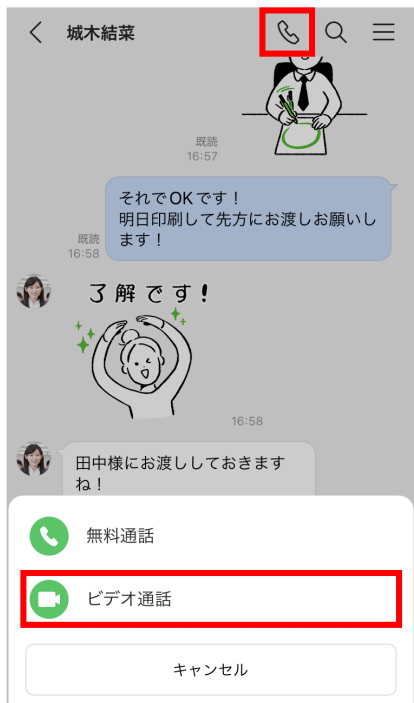 城木結菜
既読
16:57
それでOKです！
明日印刷して先方にお渡しお願いし
ます！
既読
16:58
了解です!
16:58
田中様にお渡ししておきます
ね！
無料通話
ビデオ通話
キャンセル